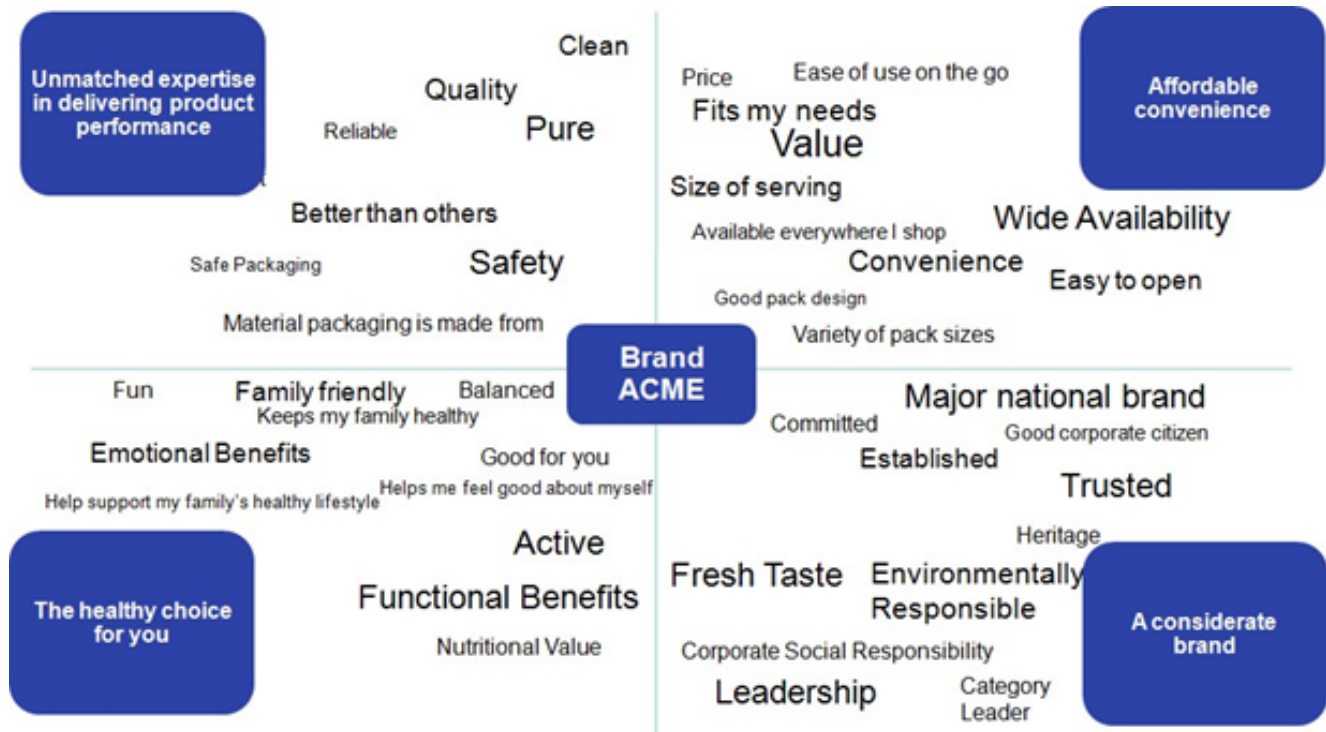 Unmatched expertise
in delivering product
performance
Clean
Quality
Reliable
Pure
Better than others
Safe Packaging
Safety
Material packaging is made from
Price
Ease of use on the go
Fits my needs
Value
Affordable
convenience
Size of serving
Wide Availability
Available everywhere I shop
Convenience
Easy to open
Good pack design
Variety of pack sizes
Brand
ACME
Fun
Family friendly
Balanced
Keeps my family healthy
Emotional Benefits
Good for you
Helps me feel good about myself
Help support my family's healthy lifestyle
Active
Functional Benefits
Nutritional Value
The healthy choice
for you
Major national brand
Committed
Good corporate citizen
Established
Trusted
Heritage
Fresh Taste
Environmentally
Responsible
Corporate Social Responsibility
Leadership
Category
Leader
A considerate
brand